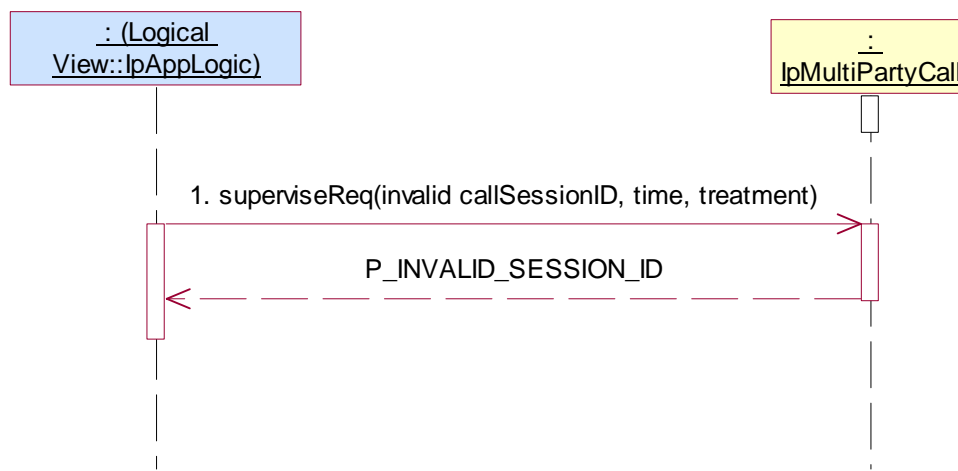 : (Logical
View::IpAppLogic)
:
IpMultiPartyCall
1. superviseReq(invalid callSessionID, time, treatment)
P_INVALID_SESSION_ID